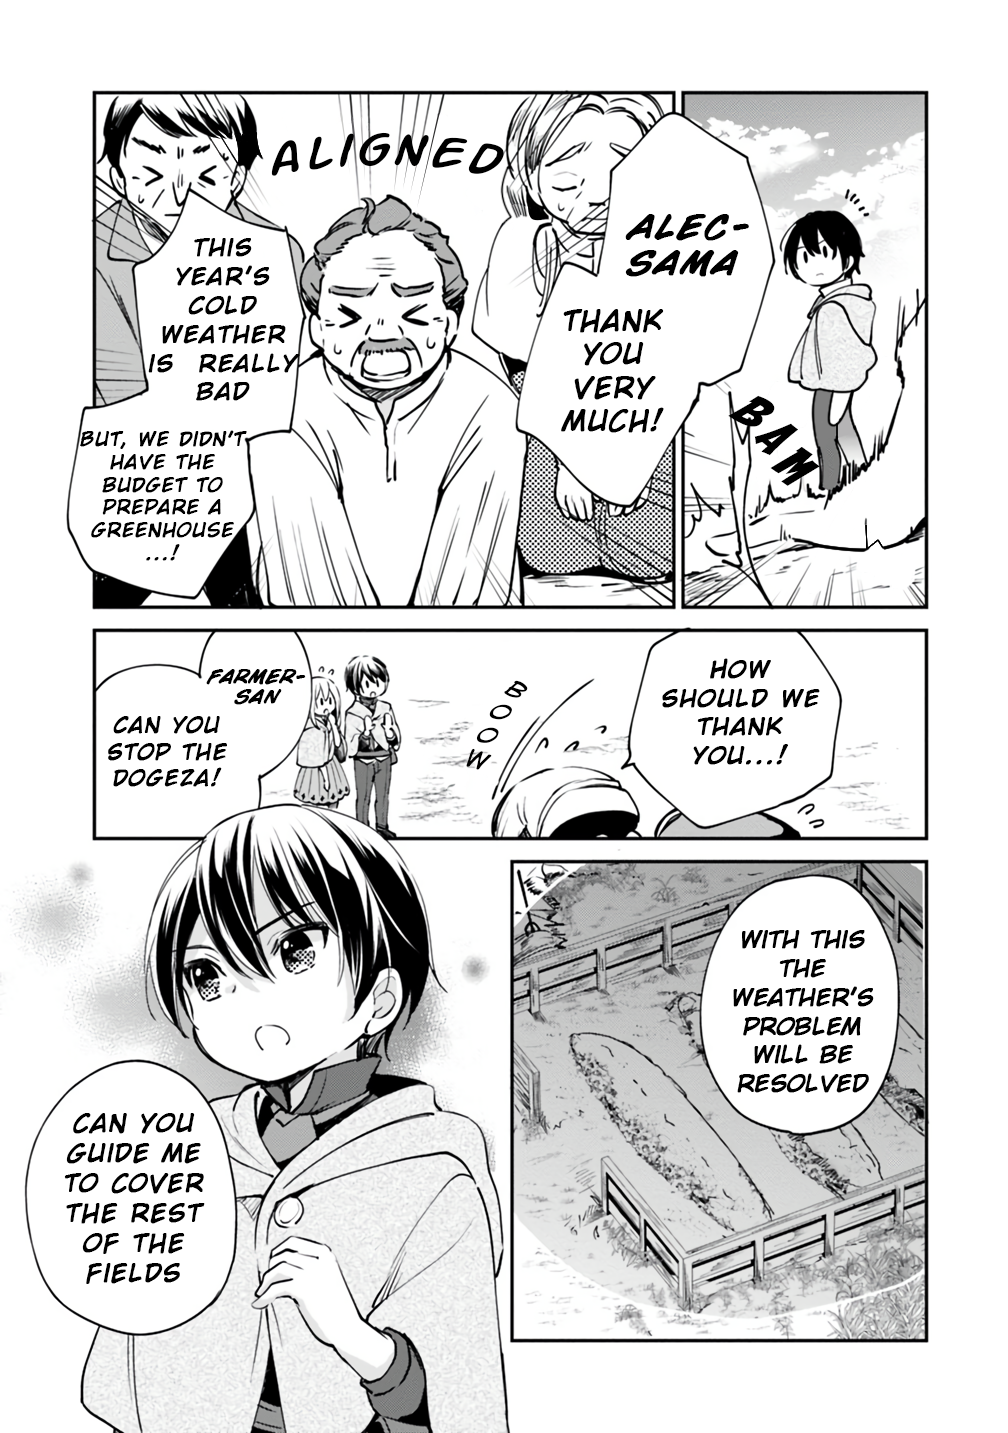 BAM
ALEC-
SAMA
THANK
YOU
VERY
MUCH!
ALIGNED
THIS
YEAR'S
COLD
WEATHER
IS REALLY
BAD
BUT, WE DIDN'T
HAVE THE
BUDGET TO
PREPARE A
GREENHOUSE
...!
HOW
SHOULD WE
THANK
YOU...!
BOOW
FARMER-
SAN
CAN YOU
STOP THE
DOGEZA!
WITH THIS
THE
WEATHER'S
PROBLEM
WILL BE
RESOLVED
CAN YOU
GUIDE ME
TO COVER
THE REST
OF THE
FIELDS